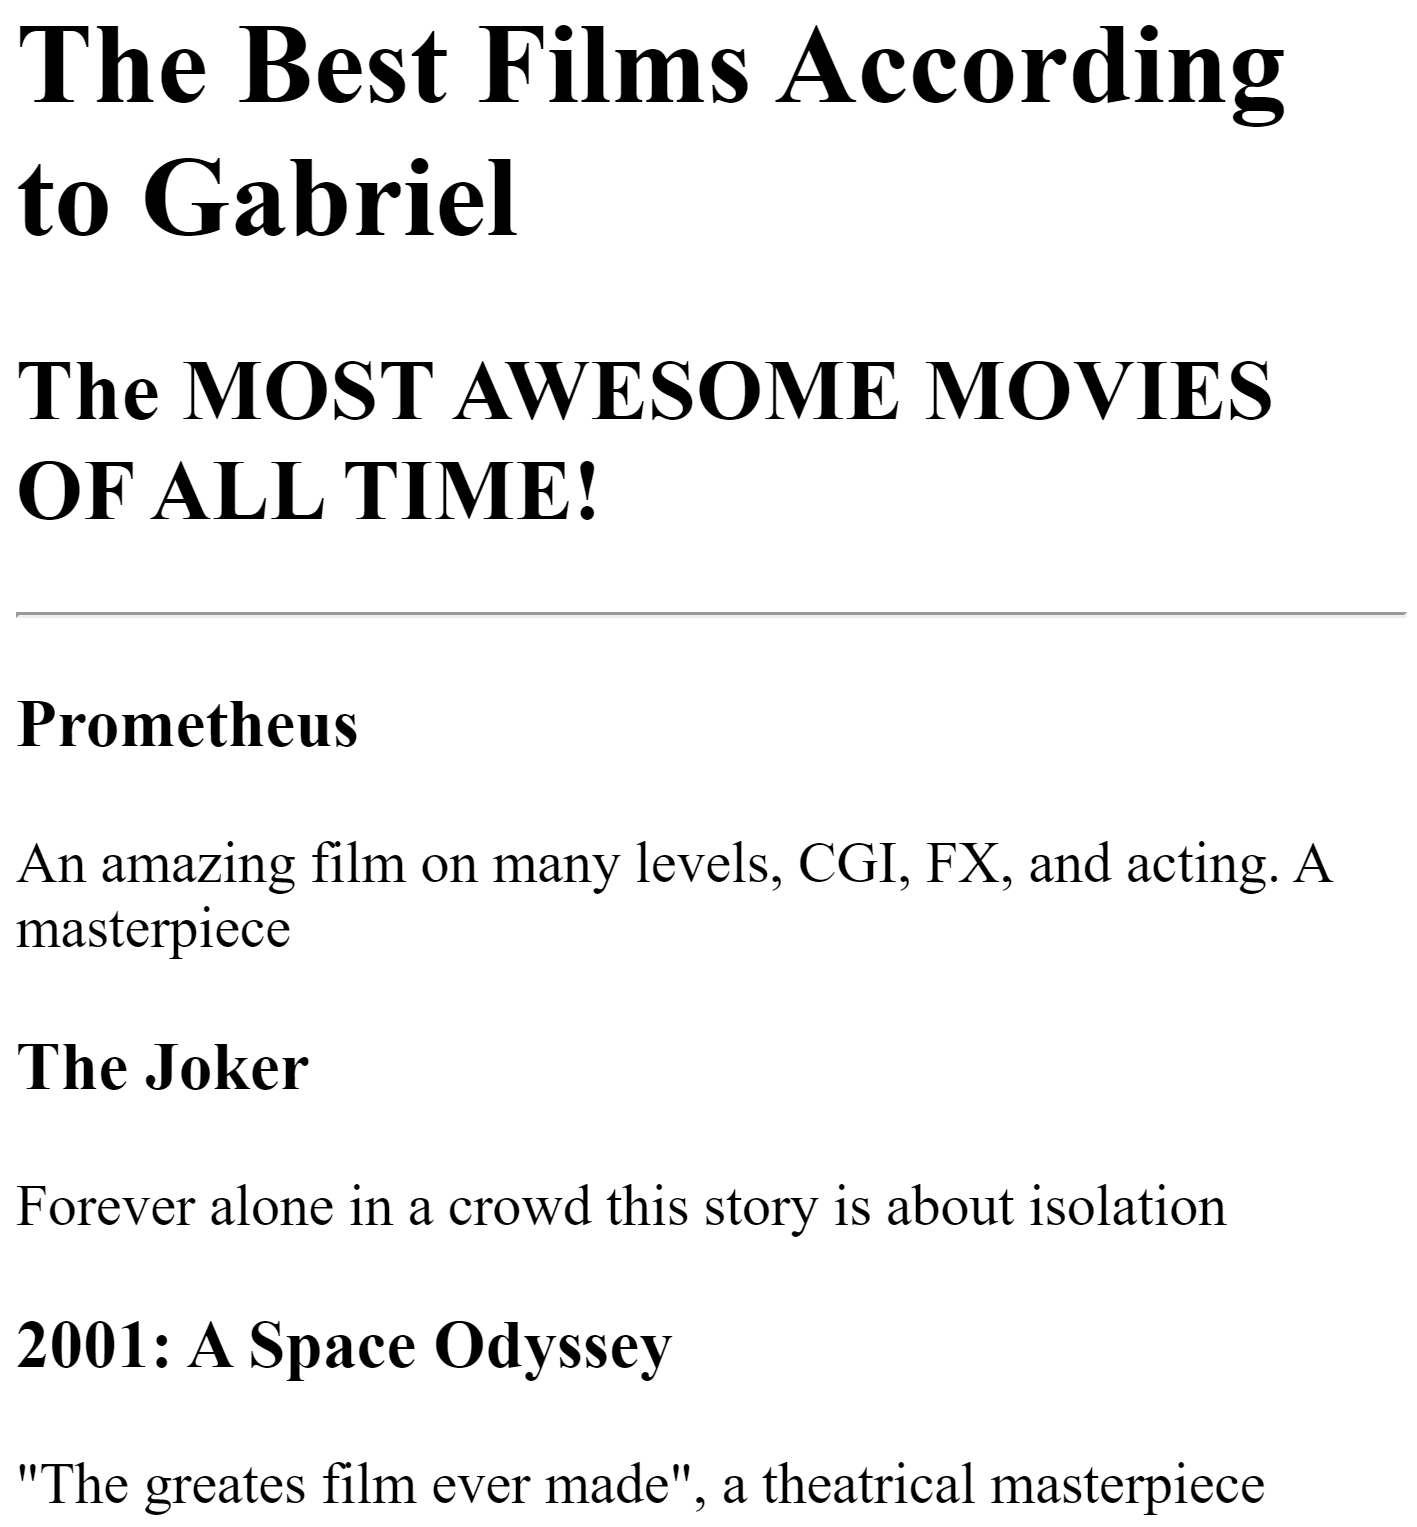 The Best Films According
to Gabriel
The MOST AWESOME MOVIES
OF ALL TIME!
Prometheus
An amazing film on many levels, CGI, FX, and acting. A
masterpiece
The Joker
Forever alone in a crowd this story is about isolation
2001: A Space Odyssey
"The greates film ever made", a theatrical masterpiece